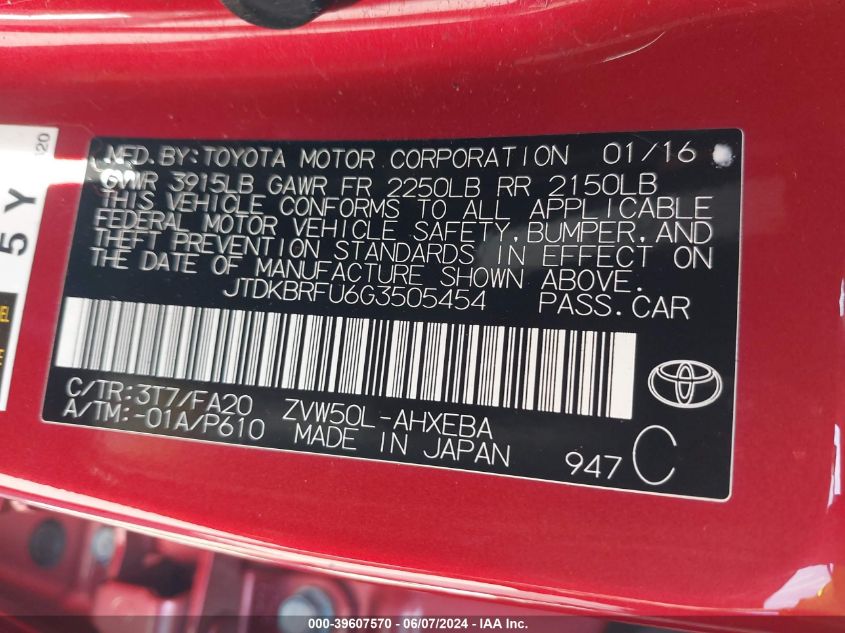 MFD. BY: TOYOTA MOTOR CORPORATION 01/16
GVWR 3915LB GAWR FR 2250LB RR 2150LB
THIS VEHICLE CONFORMS TO ALL APPLICABLE
FEDERAL MOTOR VEHICLE SAFETY, BUMPER, AND
THEFT PREVENTION STANDARDS IN EFFECT ON
THE DATE OF MANUFACTURE SHOWN ABOVE.
JTDKBRFU6G3505454 PASS.CAR
C/TR:3T7/FA20 ZVW50L-AHXEBA
A/TM:-01A/P610 MADE IN JAPAN
947 C
5 Y
000-39607570 - 06/07/2024 - IAAI.com